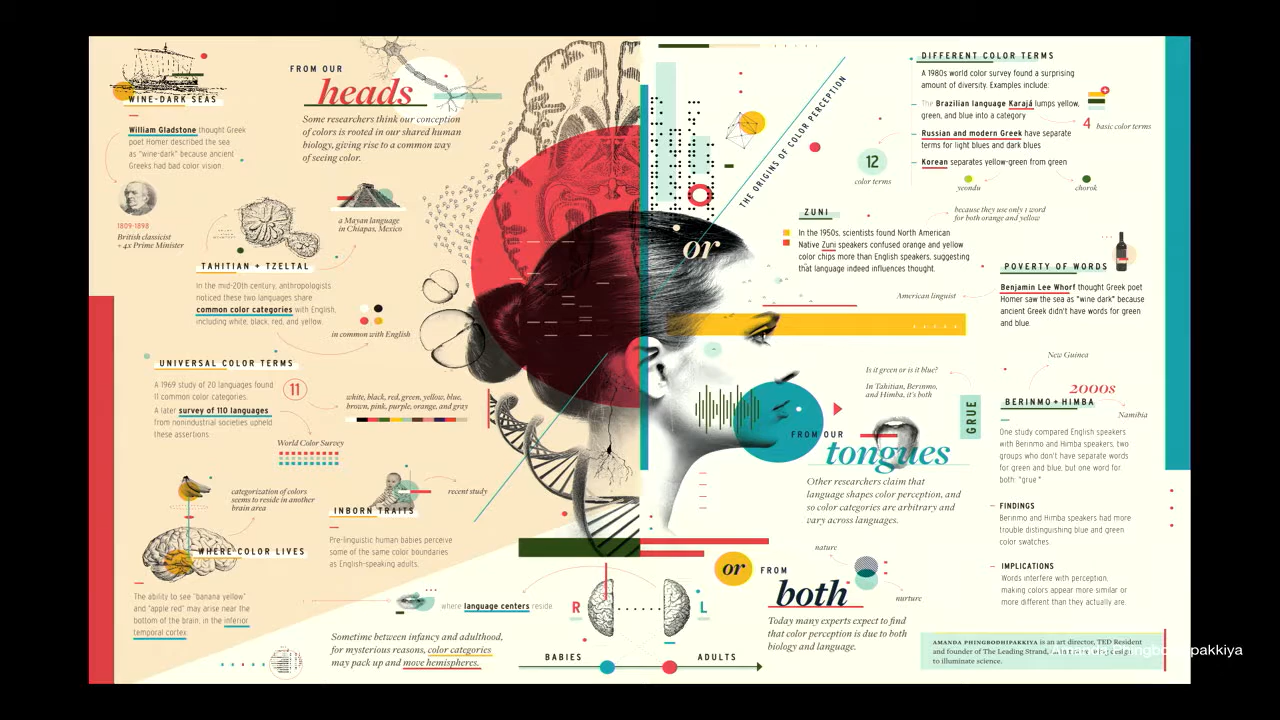 FROM OUR
heads
Some researchers think our conception
of colors is rooted in our shared human
biology, giving rise to a common way
of seeing color.
WINE-DARK SEAS
William Gladstone thought Greek
poet Homer described the sea
as "wine-dark" because ancient
Greeks had bad color vision.
1809-1898
British classicist
+ 4x Prime Minister
a Mayan language
in Chiapas, Mexico
TAHITIAN + TZELTAL
In the mid-20th century, anthropologists
noticed these two languages share
common color categories with English,
including white, black, red, and yellow.
in common with English
UNIVERSAL COLOR TERMS
A 1969 study of 20 languages found
11 common color categories.
A later survey of 110 languages
from nonindustrial societies upheld
these assertions.
11
white, black, red, green, yellow, blue,
brown, pink, purple, orange, and gray
World Color Survey
categorization of colors
seems to reside in another
brain area
WHERE COLOR LIVES
The ability to see "banana yellow"
and "apple red" may arise near the
bottom of the brain, in the inferior
temporal cortex.
recent study
INBORN TRAITS
Pre-linguistic human babies perceive
some of the same color boundaries
as English-speaking adults.
where language centers reside
R
L
Sometime between infancy and adulthood,
for mysterious reasons, color categories
may pack up and move hemispheres.
BABIES
ADULTS
or
THE ORIGINS OF COLOR PERCEPTION
DIFFERENT COLOR TERMS
A 1980s world color survey found a surprising
amount of diversity. Examples include:
The Brazilian language Karajá lumps yellow,
green, and blue into a category
4 basic color terms
Russian and modern Greek have separate
terms for light blues and dark blues
12
color terms
Korean separates yellow-green from green
yeondu
chorok
ZUNI
because they use only 1 word
for both orange and yellow
In the 1950s, scientists found North American
Native Zuni speakers confused orange and yellow
color chips more than English speakers, suggesting
that language indeed influences thought.
POVERTY OF WORDS
American linguist
Benjamin Lee Whorf thought Greek poet
Homer saw the sea as "wine dark" because
ancient Greek didn't have words for green
and blue.
Is it green or is it blue?
In Tahitian, Berinmo,
and Himba, it's both
GRUE
New Guinea
2000s
BERINMO + HIMBA
Namibia
One study compared English speakers
with Berinmo and Himba speakers, two
groups who don't have separate words
for green and blue, but one word for
both: "grue."
FINDINGS
Berinmo and Himba speakers had more
trouble distinguishing blue and green
color swatches.
IMPLICATIONS
Words interfere with perception,
making colors appear more similar or
more different than they actually are.
FROM OUR
tongues
Other researchers claim that
language shapes color perception, and
so color categories are arbitrary and
vary across languages.
or FROM
both
nature
nurture
Today many experts expect to find
that color perception is due to both
biology and language.
AMANDA PHINGBODHIPAKKIYA is an art director, TED Resident
and founder of The Leading Strand,
to illuminate science.
Amanda Phingbodhipakkiya